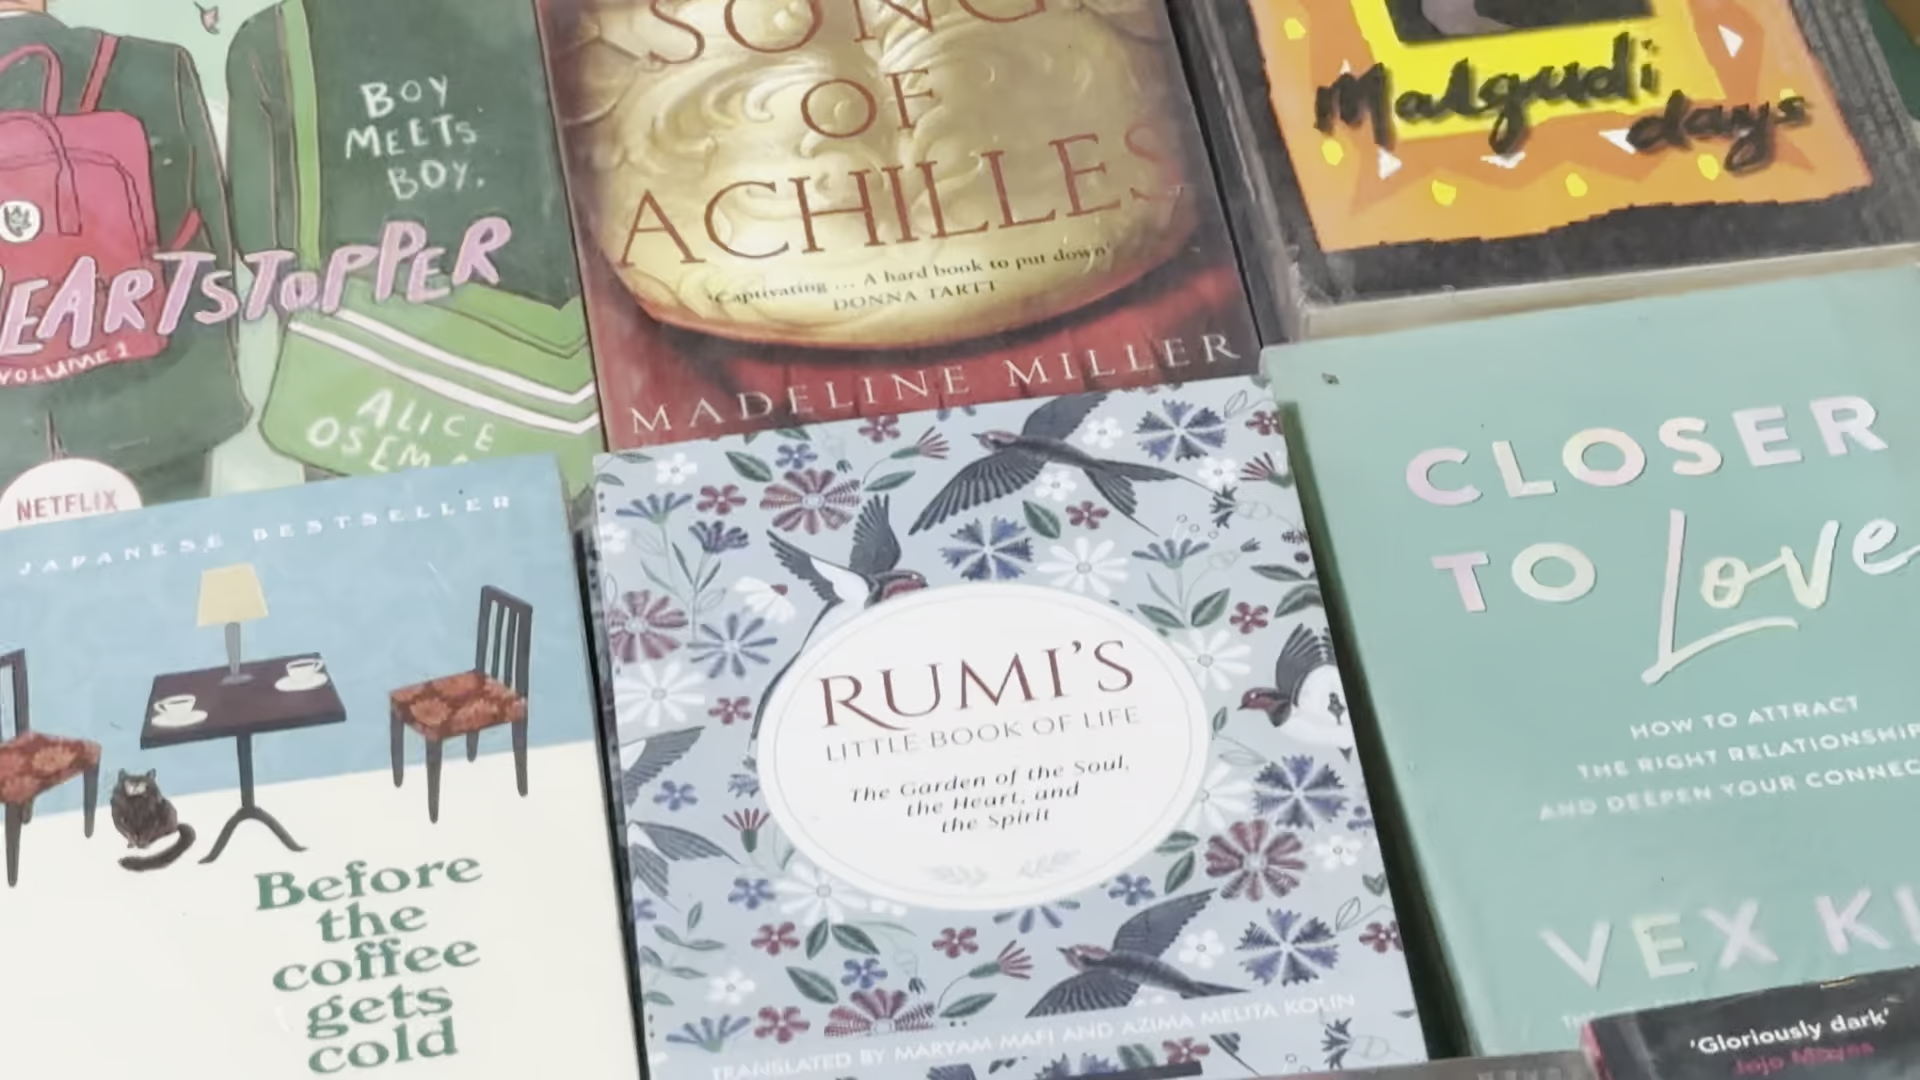 BOY
MEETS
BOY.
HEARTSTOPPER
VOLUME 1
ALICE
NETFLIX
SONG
OF
ACHILLES
'Captivating ... A hard book to put down'
DONNA TARTT
MADELINE MILLER
Malgudi
days
JAPANESE BESTSELLER
Before
the
coffee
gets
cold
RUMI'S
LITTLE BOOK OF LIFE
The Garden of the Soul,
the Heart, and
the Spirit
TRANSLATED BY MARYAM MAFI AND AZIMA MELITA KOLIN
CLOSER
TO Love
HOW TO ATTRACT
THE RIGHT RELATIONSHIP
AND DEEPEN YOUR CONNEC
VEX KI
'Gloriously dark'
Jojo Moyes